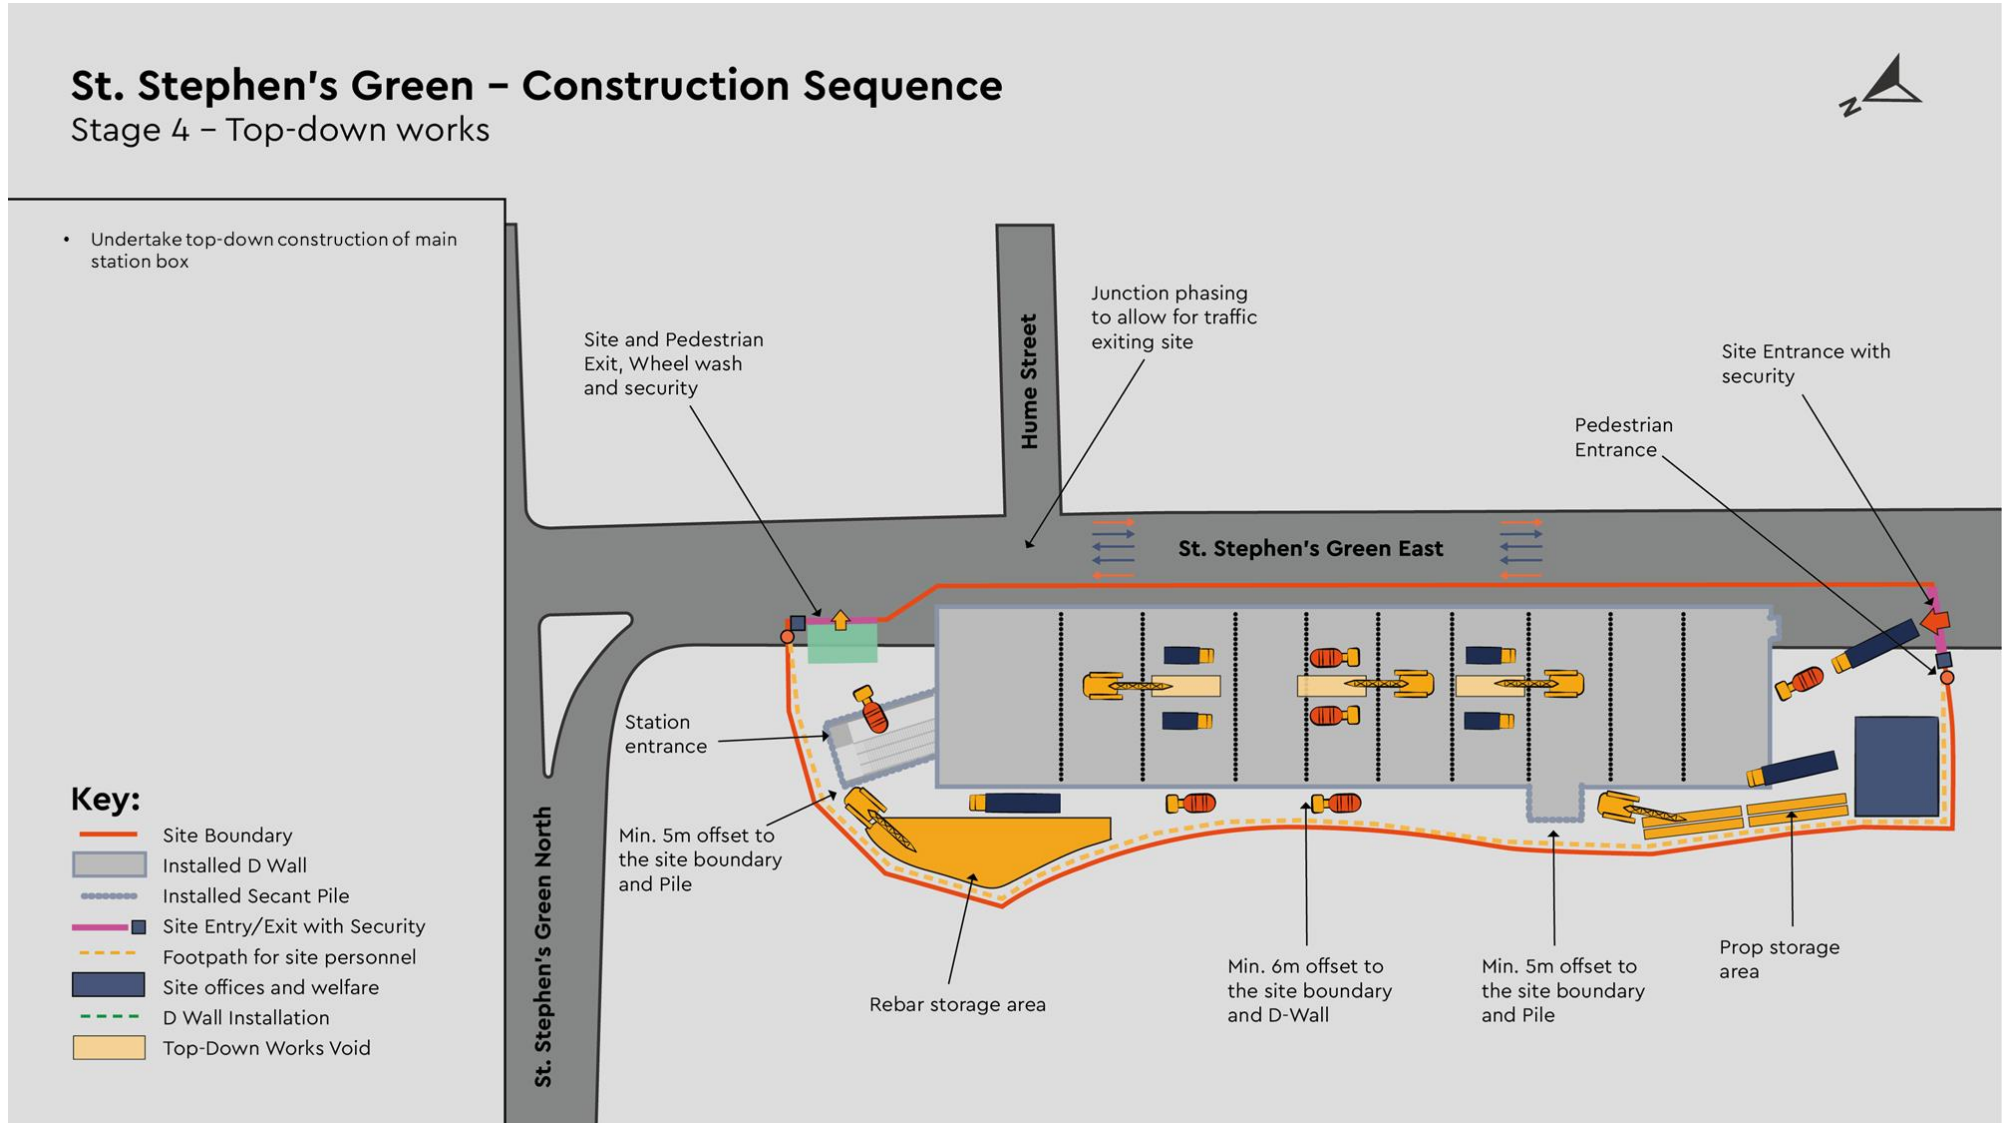 St. Stephen's Green – Construction Sequence
Stage 4 – Top-down works
N
• Undertake top-down construction of main
station box
Junction phasing
to allow for traffic
exiting site
Site and Pedestrian
Exit, Wheel wash
and security
Hume Street
Site Entrance with
security
Pedestrian
Entrance
St. Stephen's Green East
Station
entrance
Min. 5m offset to
the site boundary
and Pile
St. Stephen's Green North
Rebar storage area
Min. 6m offset to
the site boundary
and D-Wall
Min. 5m offset to
the site boundary
and Pile
Prop storage
area
Key:
Site Boundary
Installed D Wall
Installed Secant Pile
Site Entry/Exit with Security
Footpath for site personnel
Site offices and welfare
D Wall Installation
Top-Down Works Void